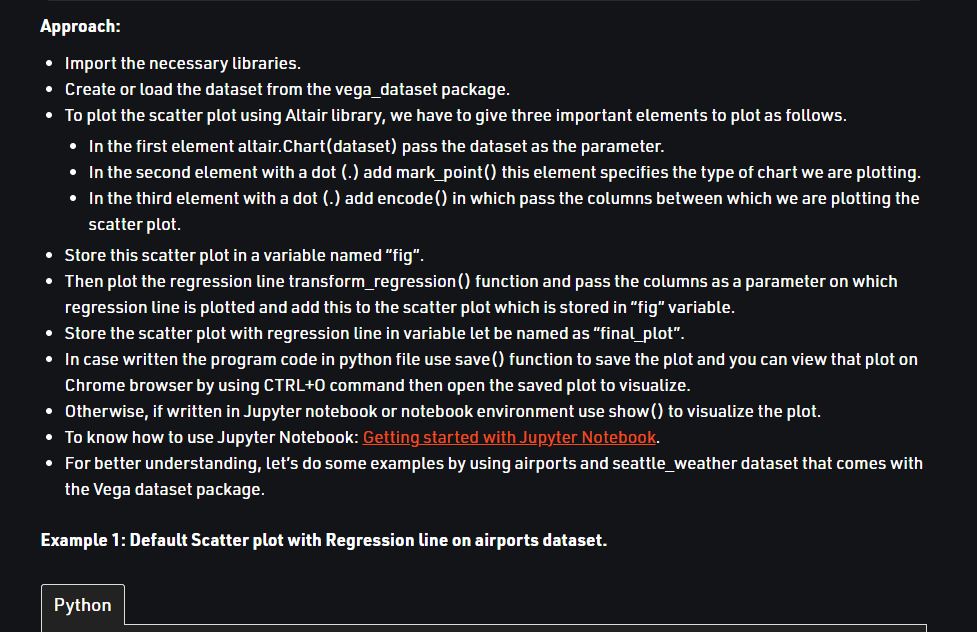 Approach:
Import the necessary libraries.
Create or load the dataset from the vega_dataset package.
To plot the scatter plot using Altair library, we have to give three important elements to plot as follows.
In the first element altair.Chart(dataset) pass the dataset as the parameter.
In the second element with a dot (.) add mark_point() this element specifies the type of chart we are plotting.
In the third element with a dot (.) add encode() in which pass the columns between which we are plotting the
scatter plot.
Store this scatter plot in a variable named “fig”.
Then plot the regression line transform_regression() function and pass the columns as a parameter on which
regression line is plotted and add this to the scatter plot which is stored in “fig” variable.
Store the scatter plot with regression line in variable let be named as “final_plot”.
In case written the program code in python file use save() function to save the plot and you can view that plot on
Chrome browser by using CTRL+O command then open the saved plot to visualize.
Otherwise, if written in Jupyter notebook or notebook environment use show() to visualize the plot.
To know how to use Jupyter Notebook: Getting started with Jupyter Notebook.
For better understanding, let’s do some examples by using airports and seattle_weather dataset that comes with
the Vega dataset package.
Example 1: Default Scatter plot with Regression line on airports dataset.
Python